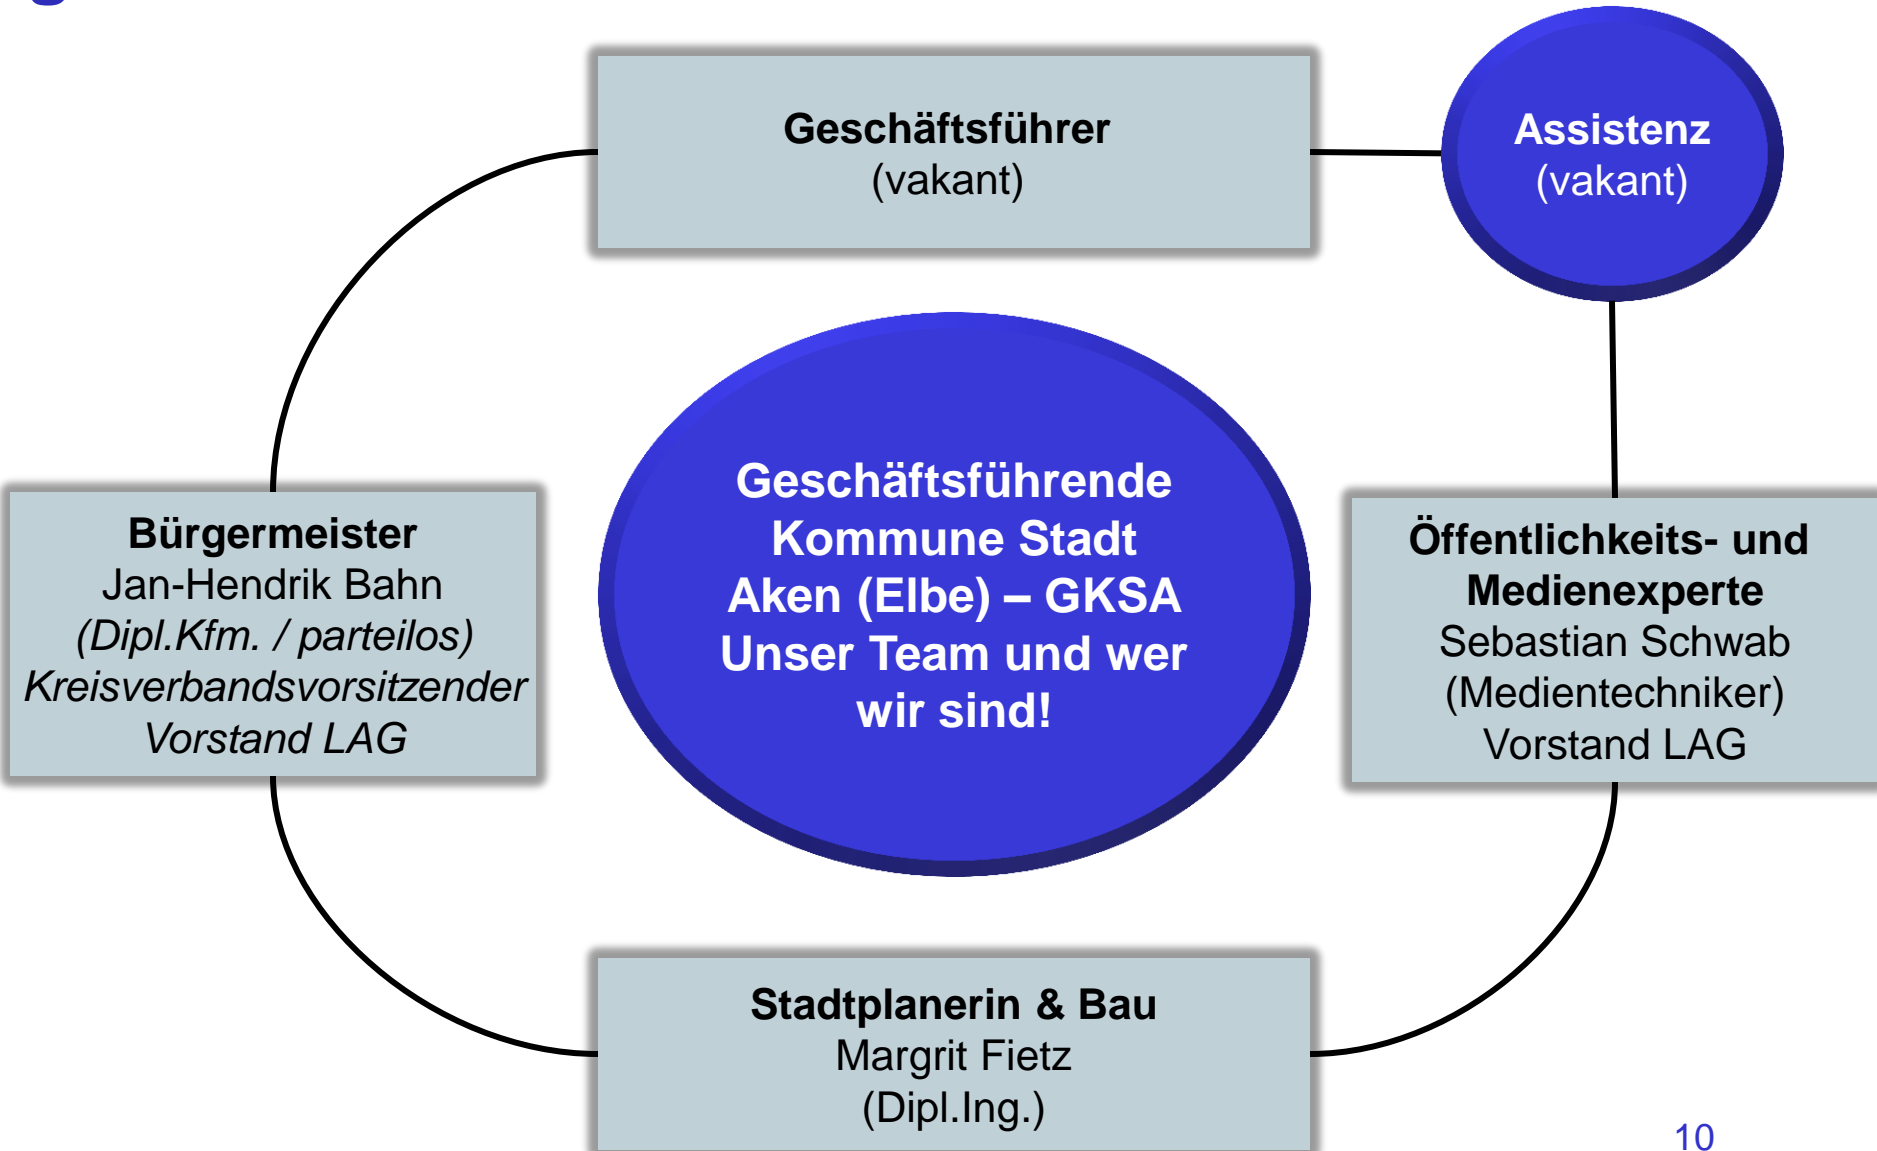 Geschäftsführer
(vakant)
Assistenz
(vakant)
Geschäftsführende
Kommune Stadt
Aken (Elbe) – GKSA
Unser Team und wer
wir sind!
Bürgermeister
Jan-Hendrik Bahn
(Dipl.Kfm. / parteilos)
Kreisverbandsvorsitzender
Vorstand LAG
Öffentlichkeits- und
Medienexperte
Sebastian Schwab
(Medientechniker)
Vorstand LAG
Stadtplanerin & Bau
Margrit Fietz
(Dipl.Ing.)
10